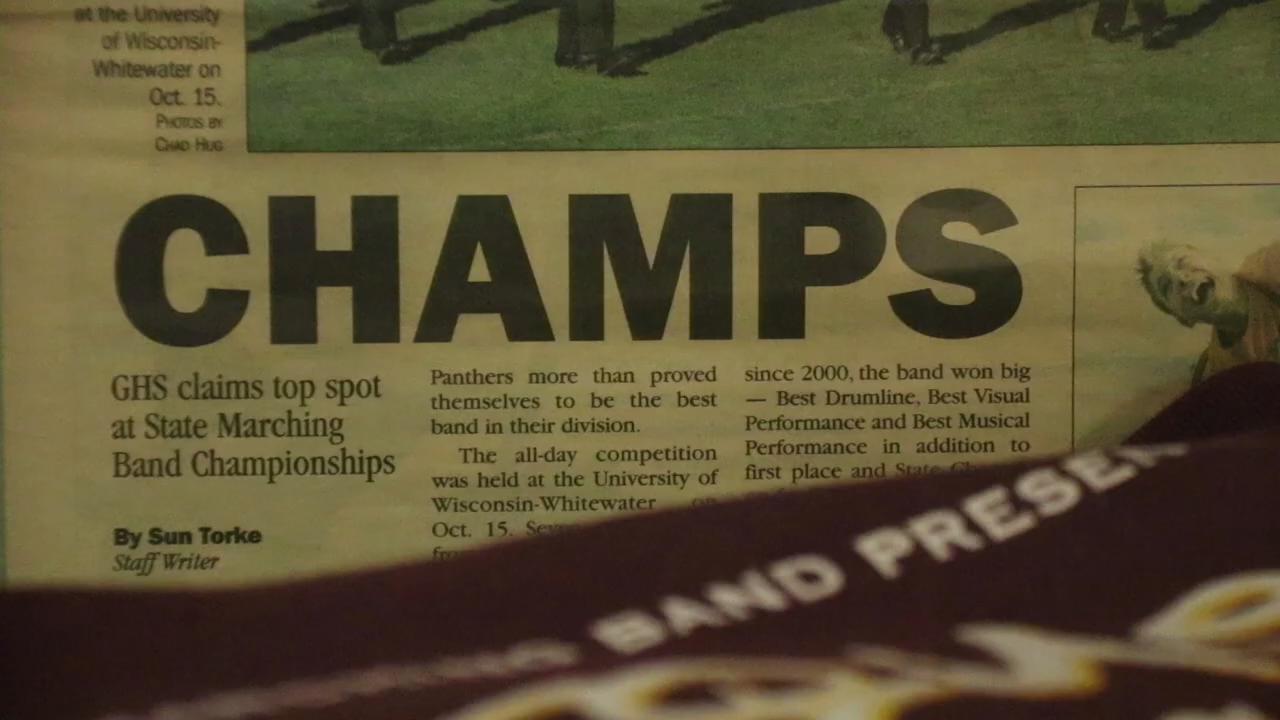 at the University
of Wisconsin-
Whitewater on
Oct. 15.
PHOTOS BY
CHAD HUG
CHAMPS
GHS claims top spot
at State Marching
Band Championships
By Sun Torke
Staff Writer
Panthers more than proved
themselves to be the best
band in their division.
The all-day competition
was held at the University of
Wisconsin-Whitewater on
Oct. 15.
since 2000, the band won big
— Best Drumline, Best Visual
Performance and Best Musical
Performance in addition to
first place and State
BAND PRESEN